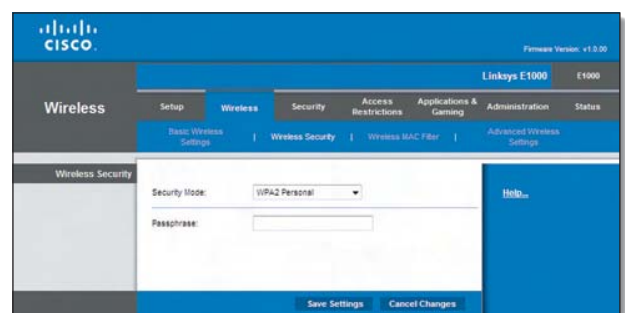 CISCO
Firmware Version: v1.0.00
Linksys E1000 E1000
Wireless
Setup Wireless Security Access Restrictions Applications & Gaming Administration Status
Basic Wireless Settings | Wireless Security | Wireless MAC Filter | Advanced Wireless Settings
Wireless Security
Security Mode: WPA2 Personal
Help...
Passphrase:
Save Settings Cancel Changes